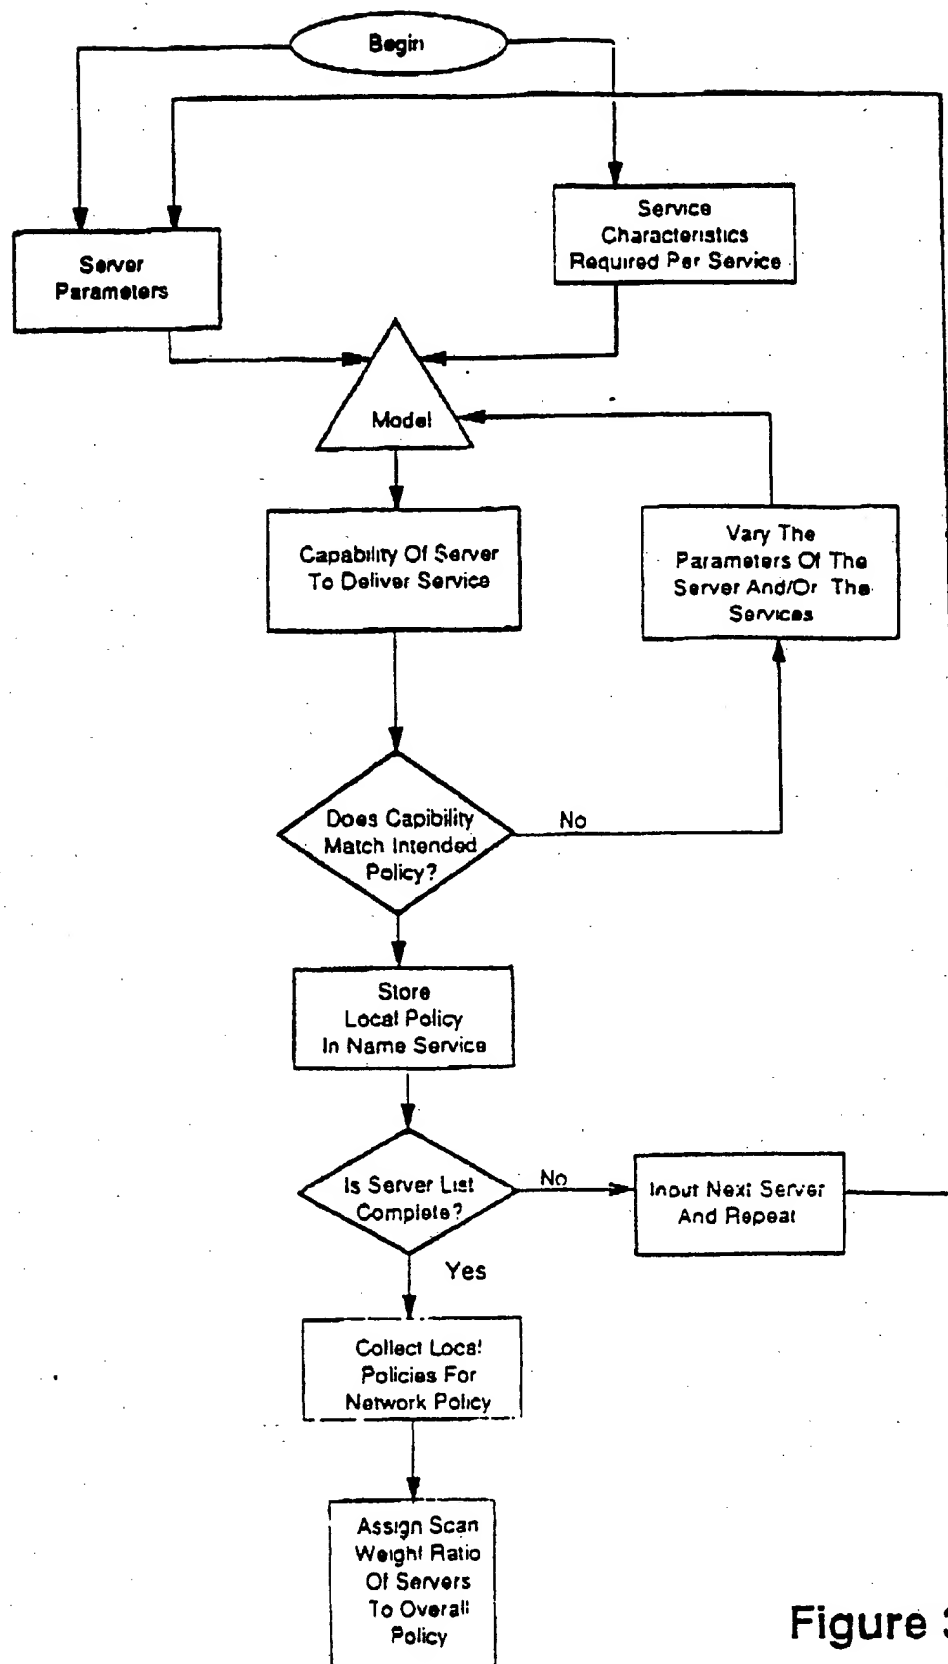 Begin
Service
Characteristics
Required Per Service
Server
Parameters
Model
Capability Of Server
To Deliver Service
Vary The
Parameters Of The
Server And/Or The
Services
Does Capibility
Match Intended
Policy?
No
Store
Local Policy
In Name Service
Is Server List
Complete?
No
Input Next Server
And Repeat
Yes
Collect Local
Policies For
Network Policy
Assign Scan
Weight Ratio
Of Servers
To Overall
Policy
Figure